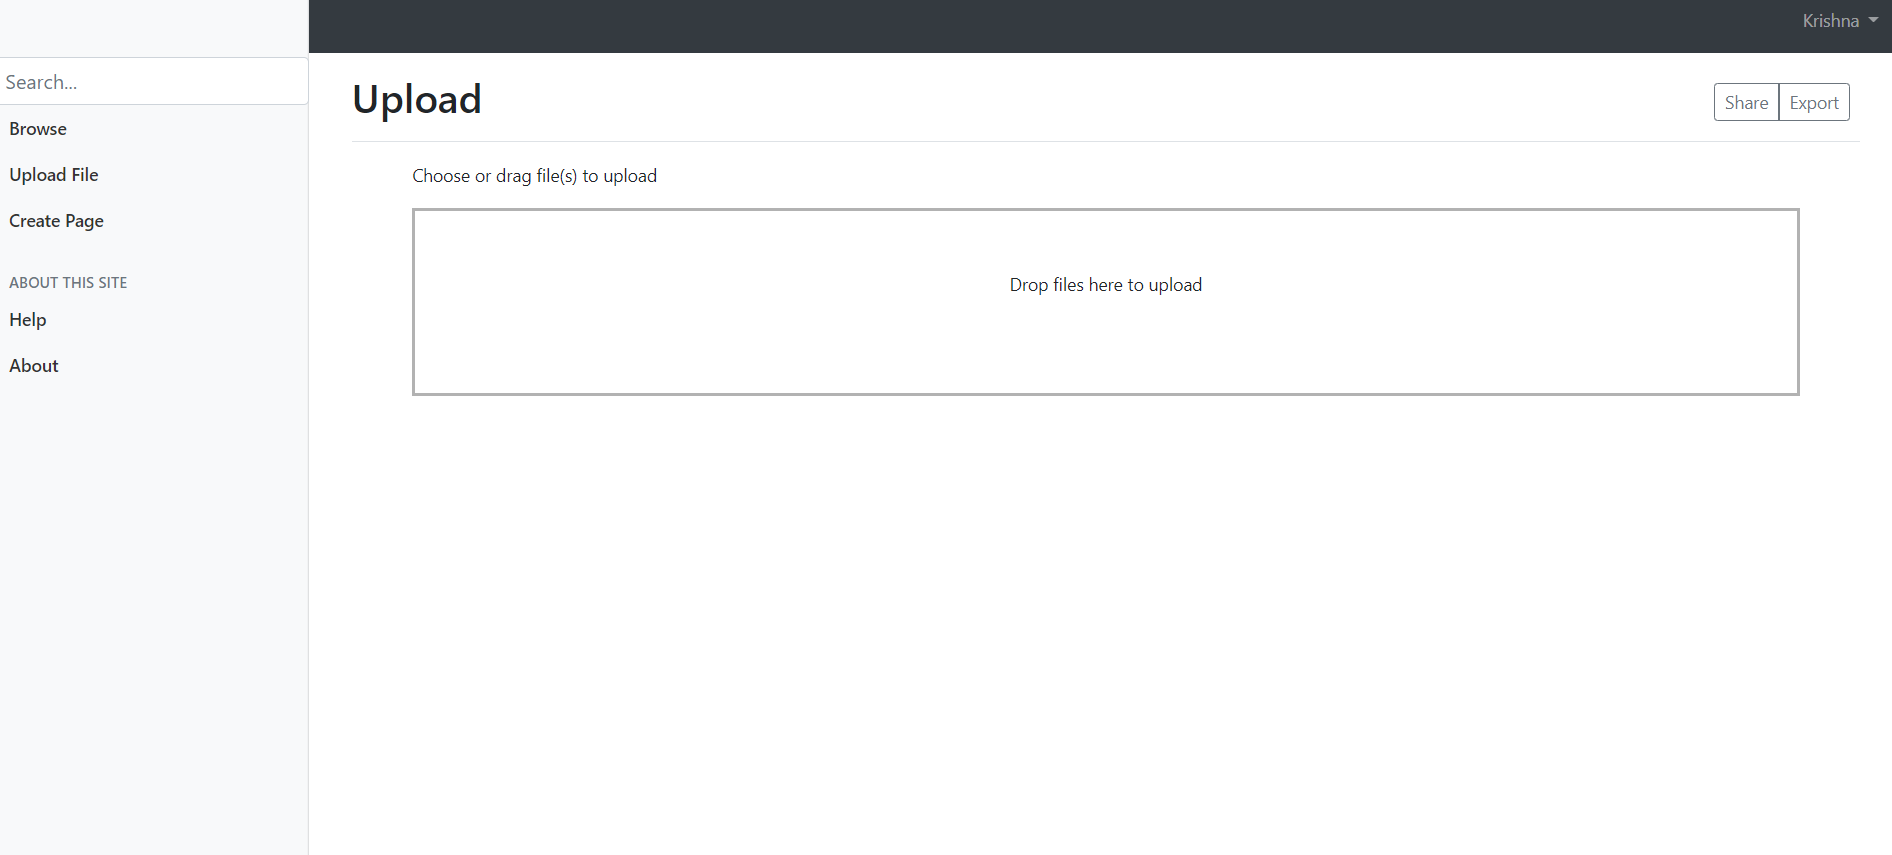 Krishna
Search...
Browse
Upload File
Create Page
ABOUT THIS SITE
Help
About
Upload
Share
Export
Choose or drag file(s) to upload
Drop files here to upload